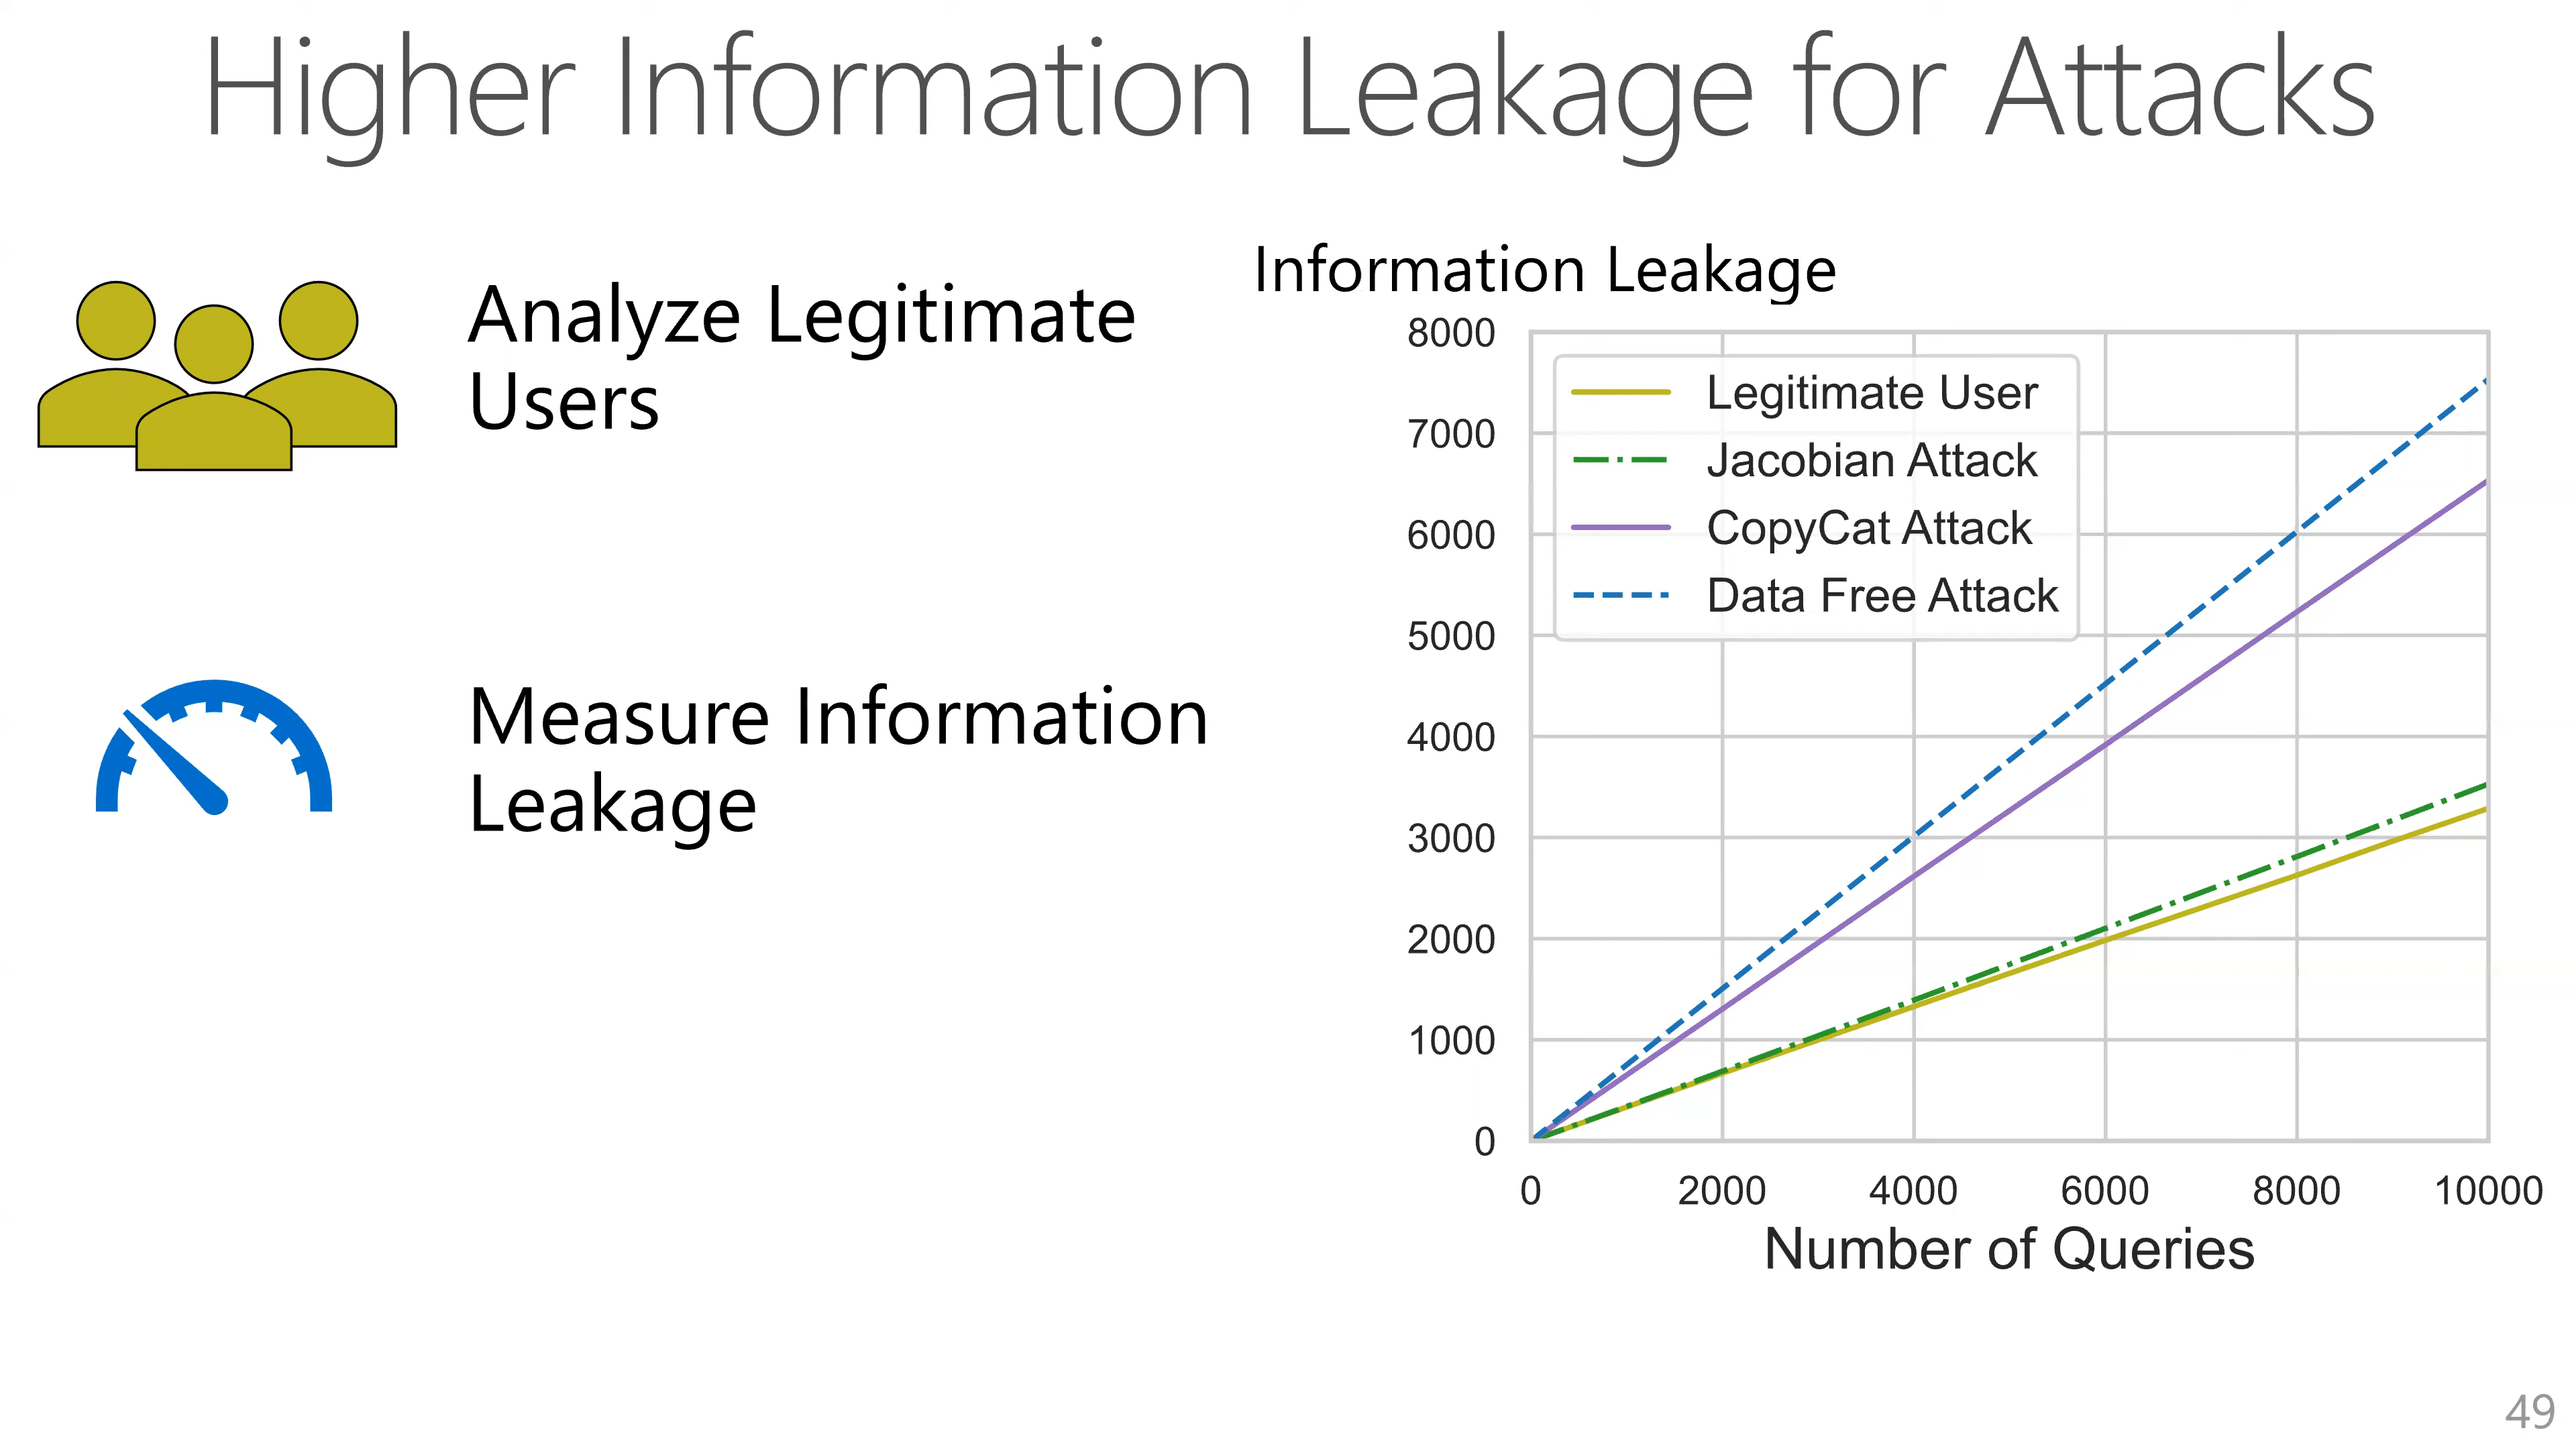 Higher Information Leakage for Attacks
Analyze Legitimate
Users
Measure Information
Leakage
Information Leakage
8000
7000
6000
5000
4000
3000
2000
1000
0
Legitimate User
Jacobian Attack
CopyCat Attack
Data Free Attack
0 2000 4000 6000 8000 10000
Number of Queries
49